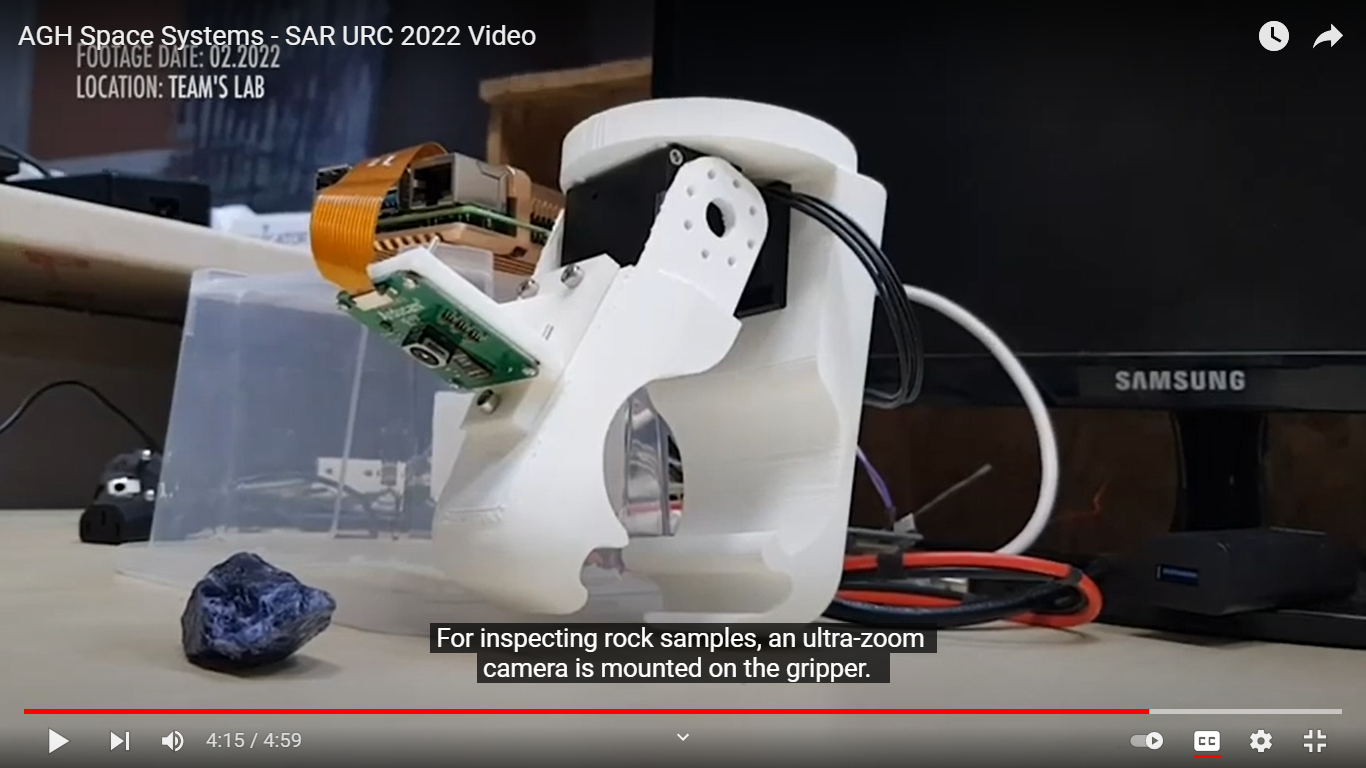 AGH Space Systems - SAR URC 2022 Video
FOOTAGE DATE: 02.2022
LOCATION: TEAM'S LAB
SAMSUNG
For inspecting rock samples, an ultra-zoom
camera is mounted on the gripper.
4:15 / 4:59
CC